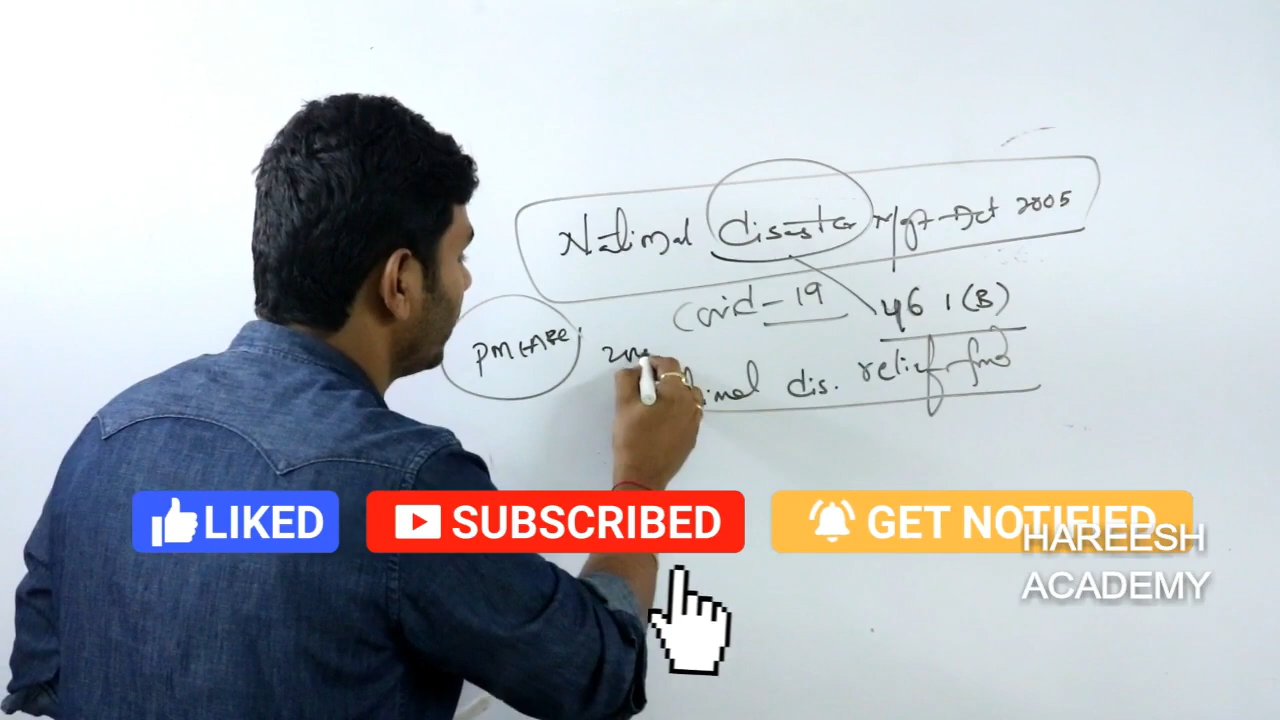 National disaster Mgt Act 2005
Covid-19
46 1(B)
PM CARE
dis. relief fund
LIKED
SUBSCRIBED
GET NOTIFIED
HAREESH
ACADEMY